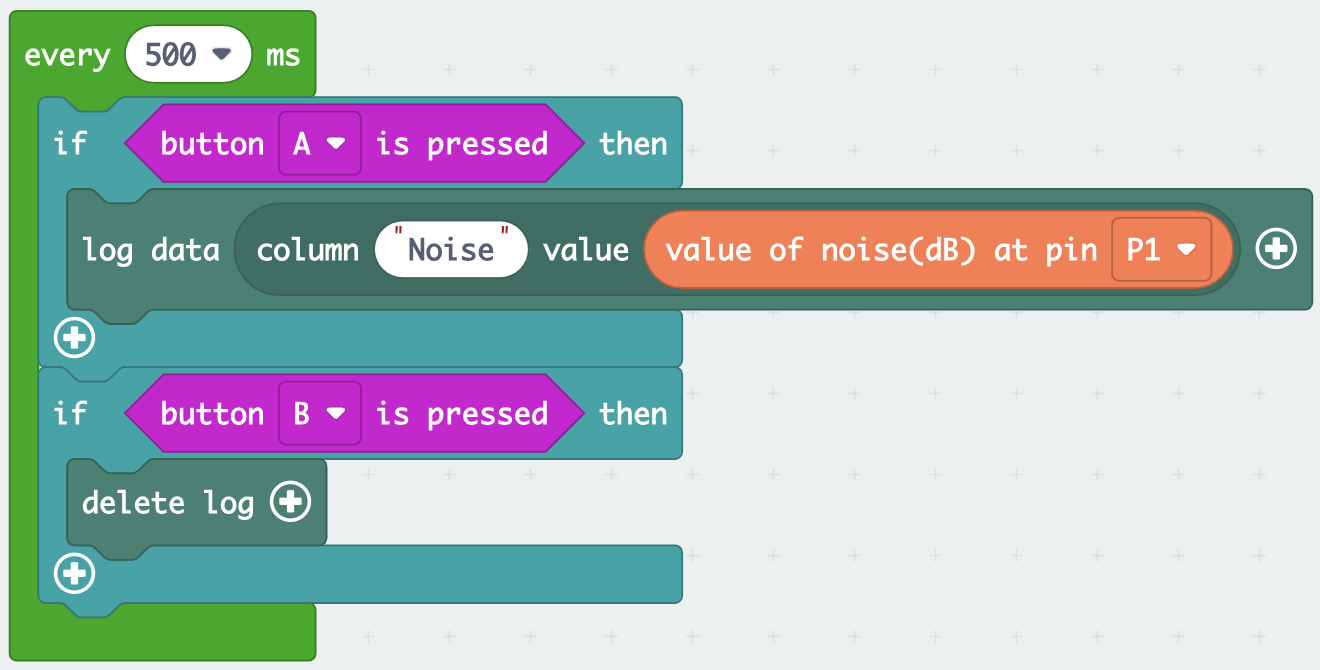 every 500 ms
if button A is pressed then
log data column "Noise" value value of noise(dB) at pin P1
if button B is pressed then
delete log